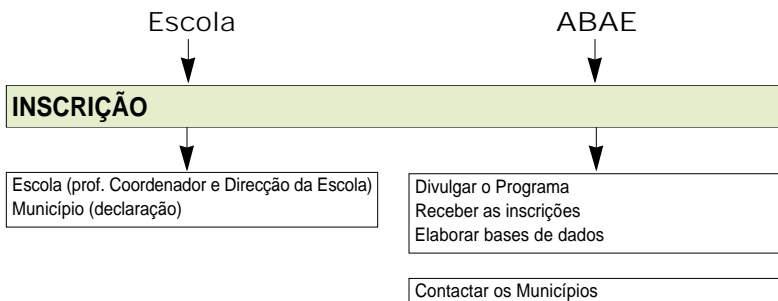 Escola
ABAE
INSCRIÇÃO
Escola (prof. Coordenador e Direcção da Escola)
Município (declaração)
Divulgar o Programa
Receber as inscrições
Elaborar bases de dados
Contactar os Municípios